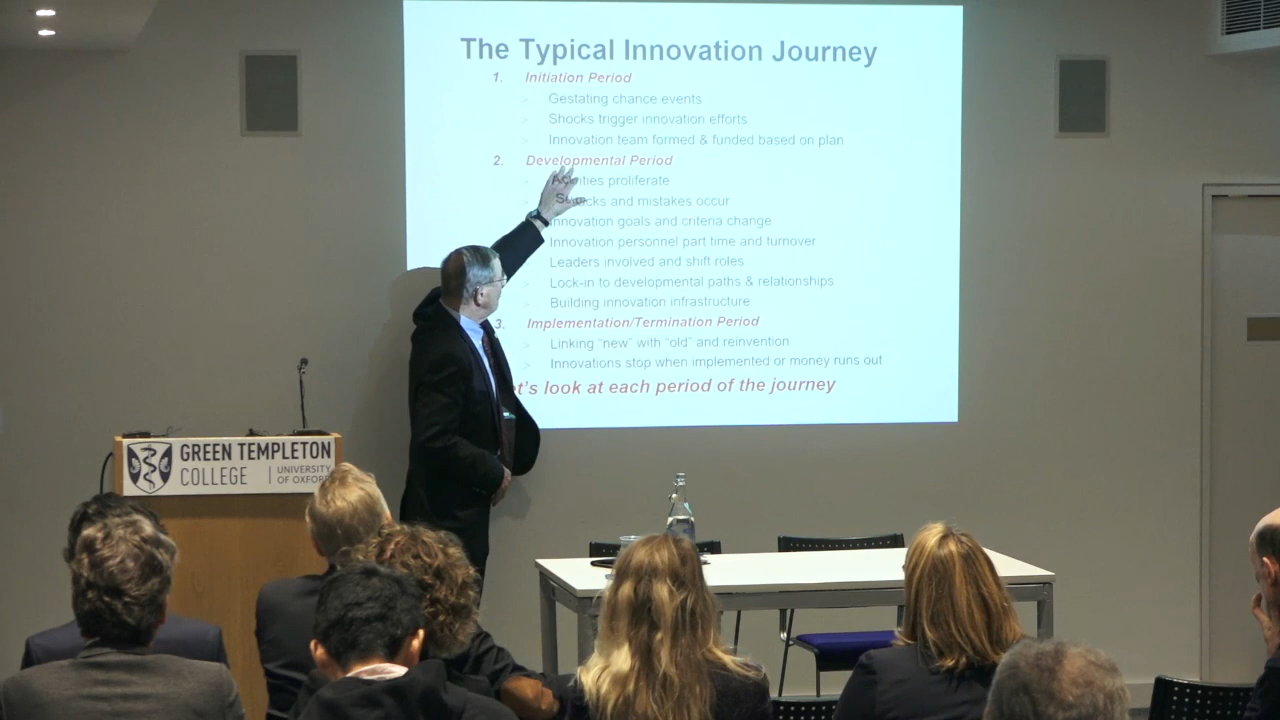 The Typical Innovation Journey
1. Initiation Period
Gestating chance events
Shocks trigger innovation efforts
Innovation team formed & funded based on plan
2. Developmental Period
proliferate
and mistakes occur
Innovation goals and criteria change
Innovation personnel part time and turnover
Leaders involved and shift roles
Lock-in to developmental paths & relationships
Building innovation infrastructure
3. Implementation/Termination Period
Linking "new" with "old" and reinvention
Innovations stop when implemented or money runs out
look at each period of the journey
GREEN TEMPLETON
COLLEGE
UNIVERSITY
OF OXFORD